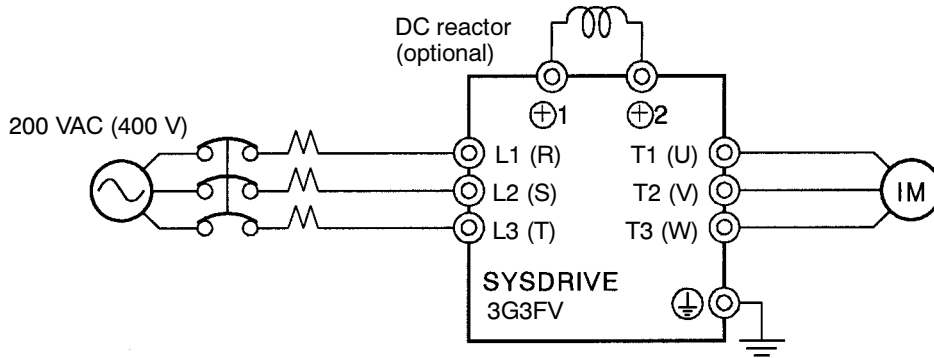 DC reactor
(optional)
200 VAC (400 V)
⊕1
⊕2
L1 (R)
T1 (U)
L2 (S)
T2 (V)
IM
L3 (T)
T3 (W)
SYSDRIVE
3G3FV